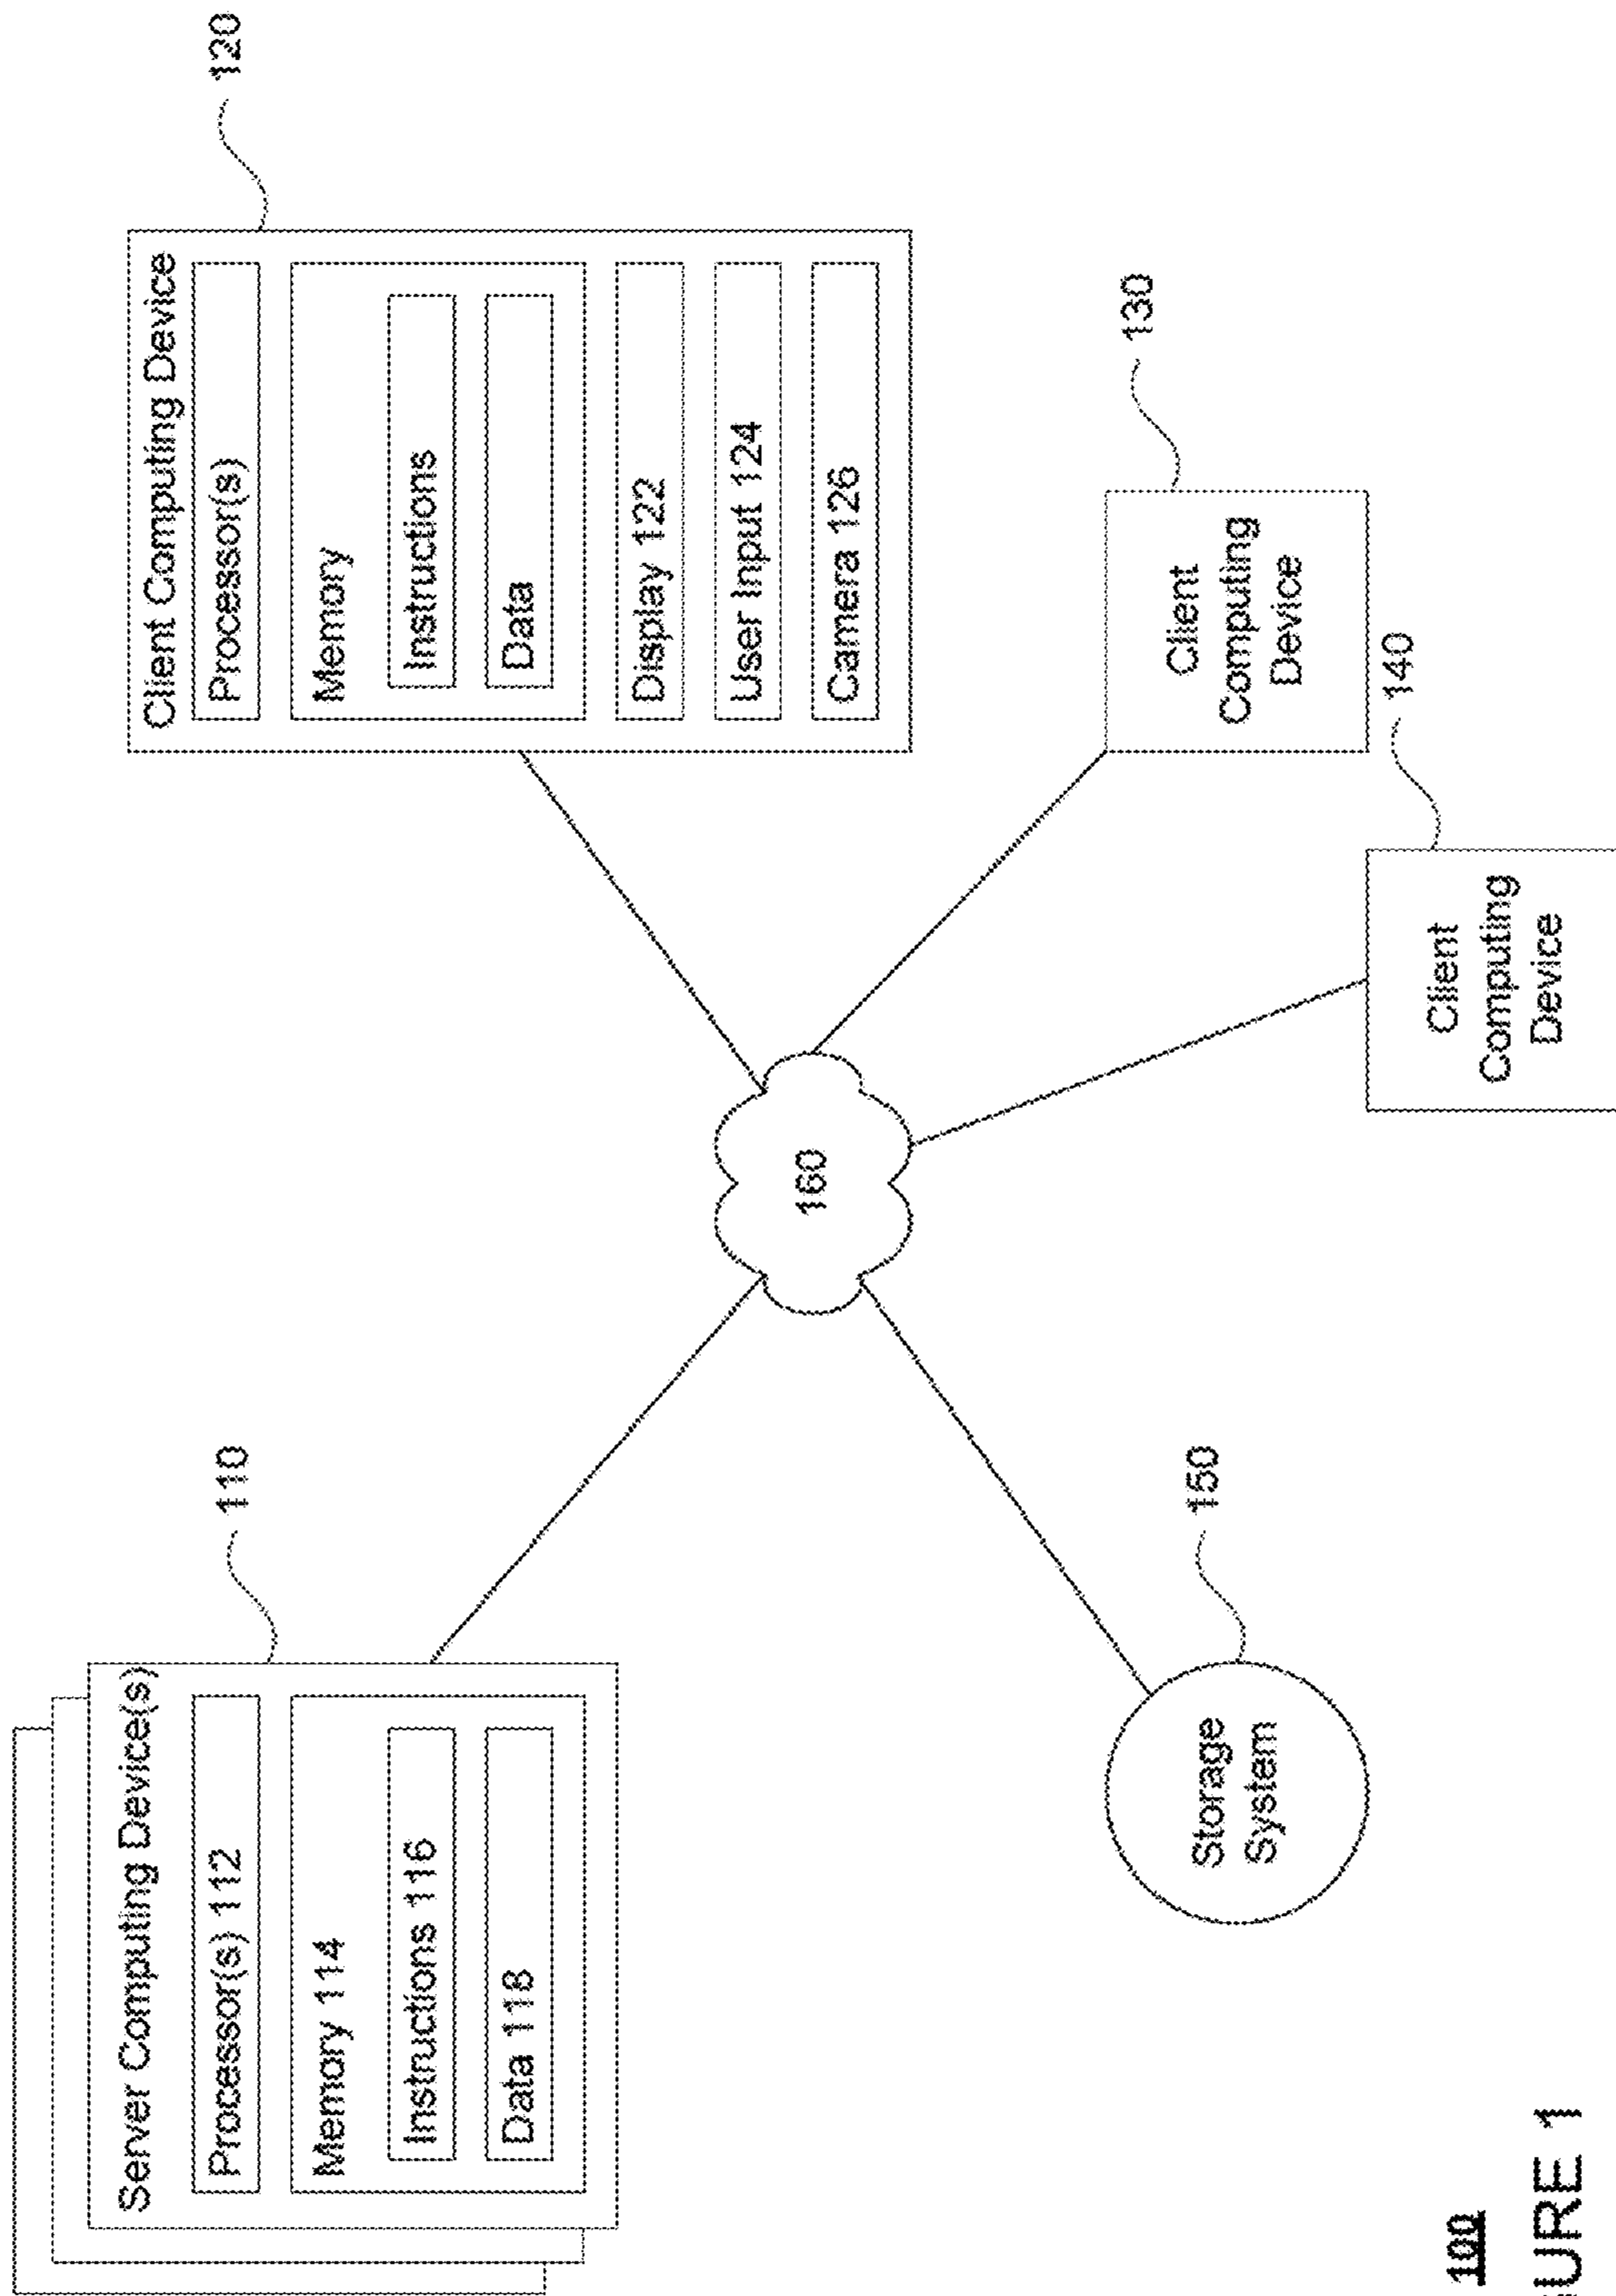 Server Computing Device(s)
Processor(s) 112
Memory 114
Instructions 116
Data 118
110
Client Computing Device
Processor(s)
Memory
Instructions
Data
Display 122
User Input 124
Camera 126
120
160
Client
Computing
Device
130
Client
Computing
Device
140
Storage
System
150
100
URE 1